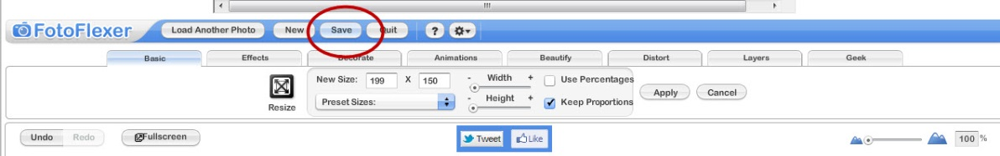 FotoFlexer Load Another Photo New Save Quit ?
Basic Effects Decorate Animations Beautify Distort Layers Geek
New Size: 199 X 150 - Width + Use Percentages
Apply Cancel
Preset Sizes: - Height + Keep Proportions
Resize
Undo Redo Fullscreen Tweet Like 100 %